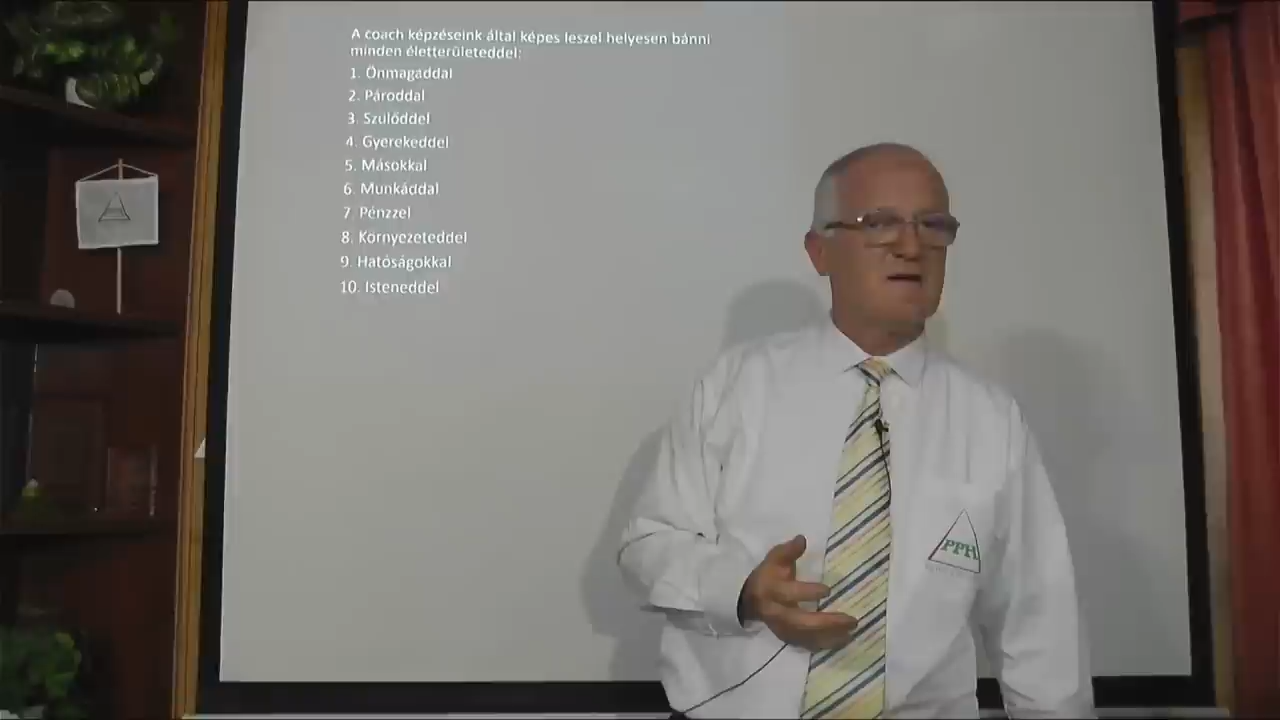 A coach képzéseink által képes leszel helyesen bánni
minden életterületeddel:
1. Önmagaddal
2. Pároddal
3. Szülőddel
4. Gyerekeddel
5. Másokkal
6. Munkáddal
7. Pénzzel
8. Környezeteddel
9. Hatóságokkal
10. Isteneddel
PPH